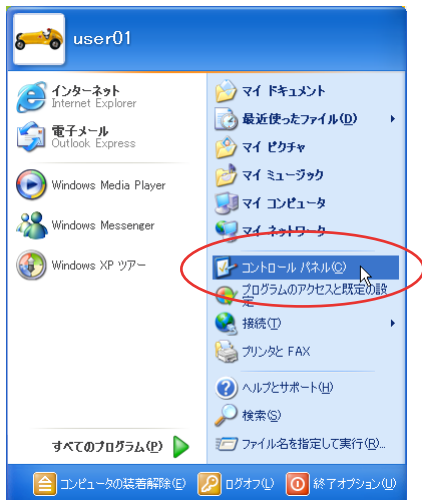 user01
インターネット
Internet Explorer
電子メール
Outlook Express
Windows Media Player
Windows Messenger
Windows XP ツアー
すべてのプログラム(P)
マイ ドキュメント
最近使ったファイル(D)
マイ ピクチャ
マイ ミュージック
マイ コンピュータ
マイ ネットワーク
コントロール パネル(C)
プログラムのアクセスと既定の設
定
接続(T)
プリンタと FAX
ヘルプとサポート(H)
検索(S)
ファイル名を指定して実行(R)...
コンピュータの装着解除(E)
ログオフ(L)
終了オプション(U)